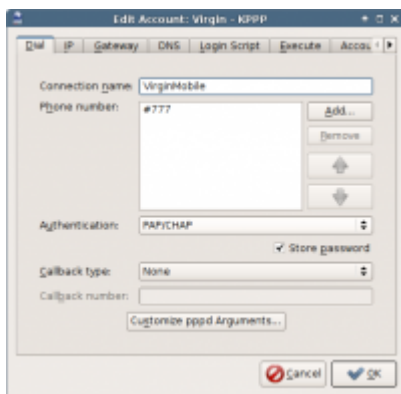 Edit Account: Virgin - KPPP
Dial IP Gateway DNS Login Script Execute Accou
Connection name: VirginMobile
Phone number: #777
Add...
Remove
Authentication: PAP/CHAP
Store password
Callback type: None
Callback number:
Customize pppd Arguments...
Cancel OK